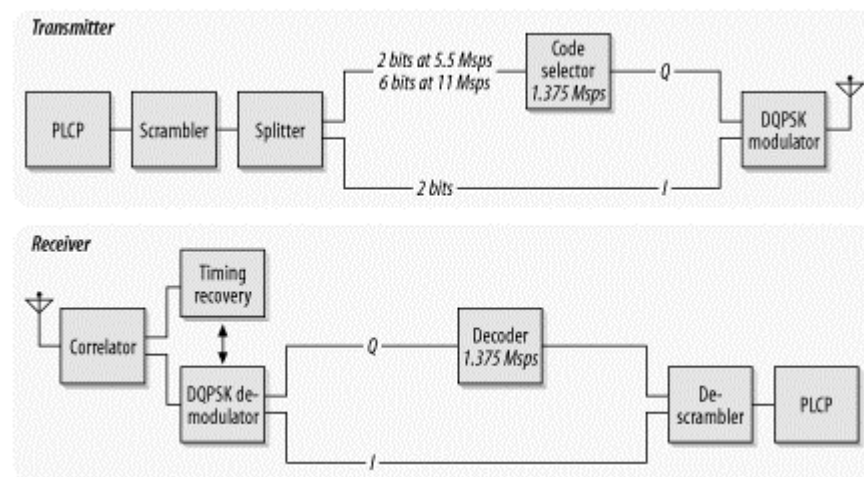 Transmitter
PLCP
Scrambler
Splitter
2 bits at 5.5 Msps
6 bits at 11 Msps
Code
selector
1.375 Msps
Q
2 bits
I
DQPSK
modulator
Receiver
Correlator
Timing
recovery
DQPSK de-
modulator
Q
I
Decoder
1.375 Msps
De-
scrambler
PLCP